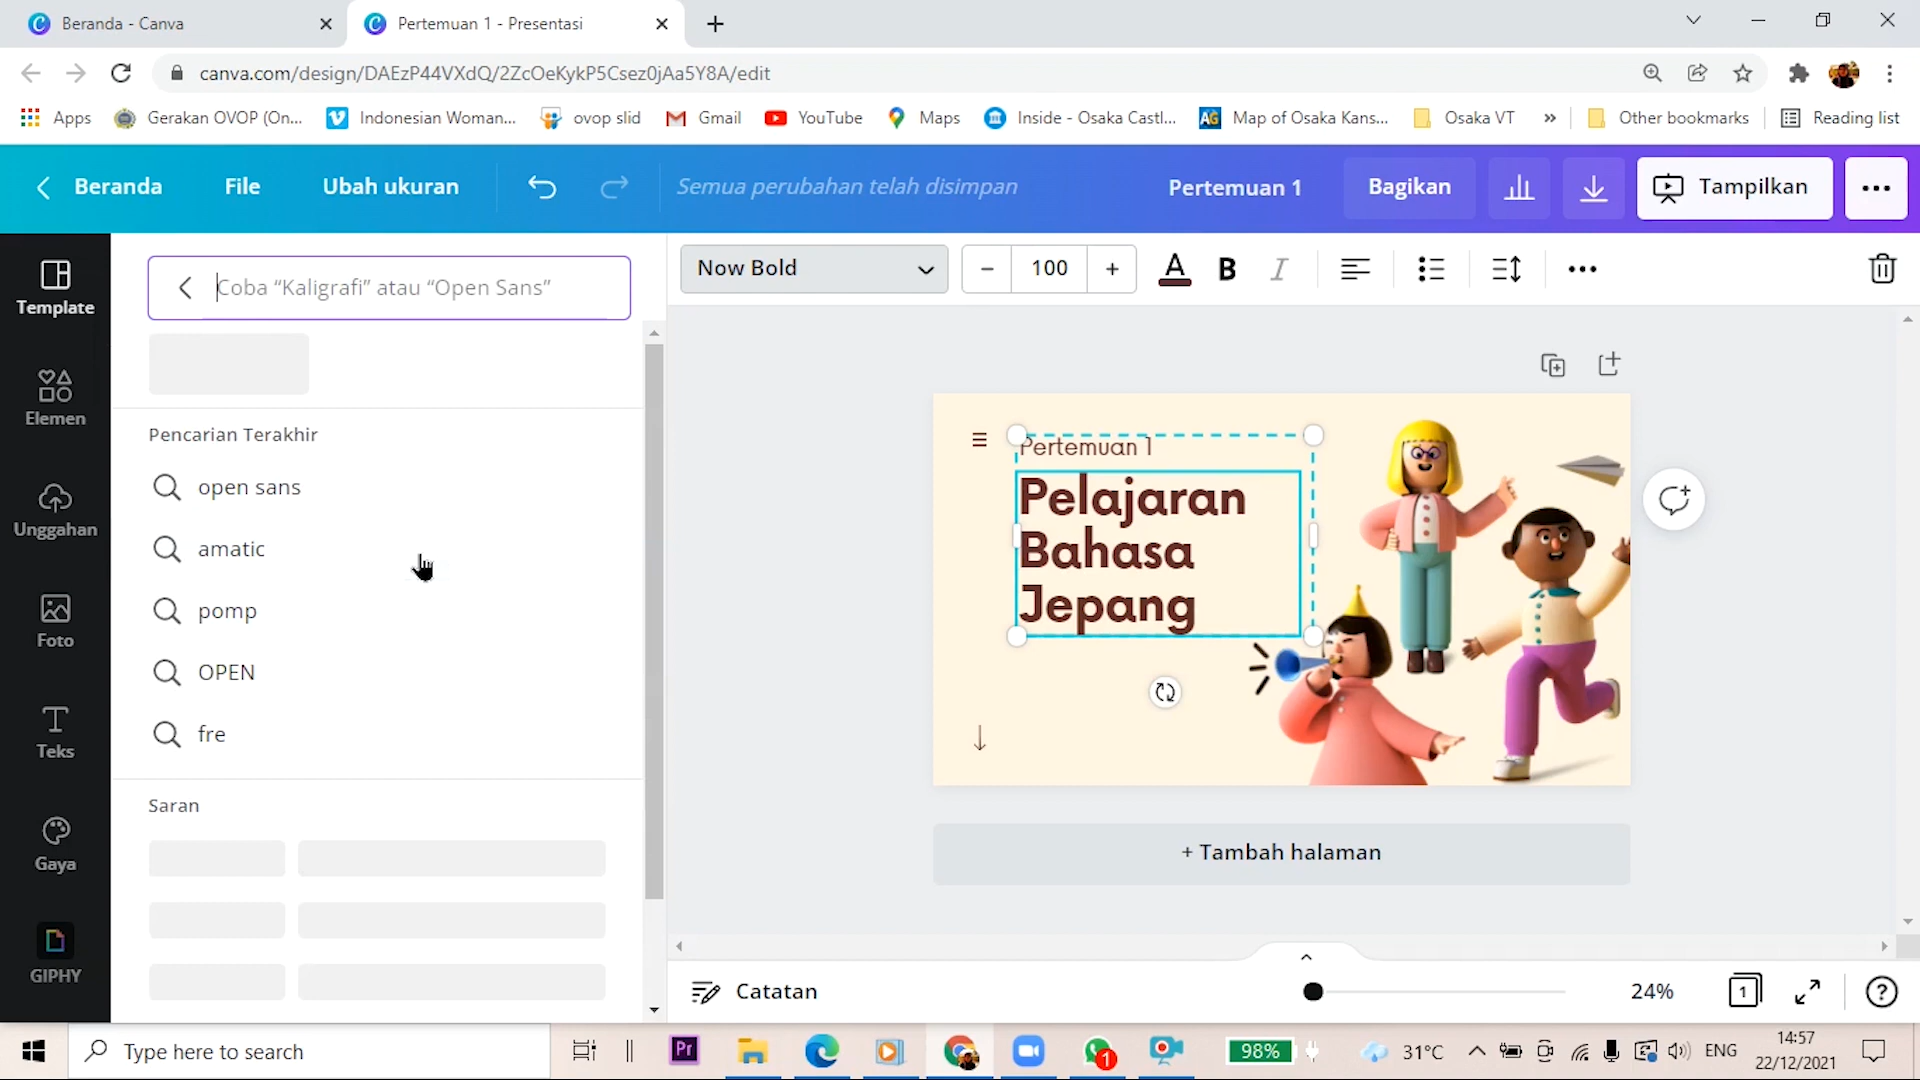 Beranda - Canva
Pertemuan 1 - Presentasi
canva.com/design/DAEzP44VXdQ/2ZcOeKykP5Csez0jAa5Y8A/edit
Apps
Gerakan OVOP (On...
Indonesian Woman...
ovop slid
Gmail
YouTube
Maps
Inside - Osaka Castl...
Map of Osaka Kans...
Osaka VT
»
Other bookmarks
Reading list
Beranda
File
Ubah ukuran
Semua perubahan telah disimpan
Pertemuan 1
Bagikan
Tampilkan
Template
Elemen
Unggahan
Foto
Teks
Gaya
GIPHY
Coba “Kaligrafi” atau “Open Sans”
Pencarian Terakhir
open sans
amatic
pomp
OPEN
fre
Saran
Now Bold
– 100 +
A B I
Pertemuan 1
Pelajaran
Bahasa
Jepang
+ Tambah halaman
Catatan
24%
1
?
Type here to search
Pr
1
98%
31°C
ENG
14:57
22/12/2021